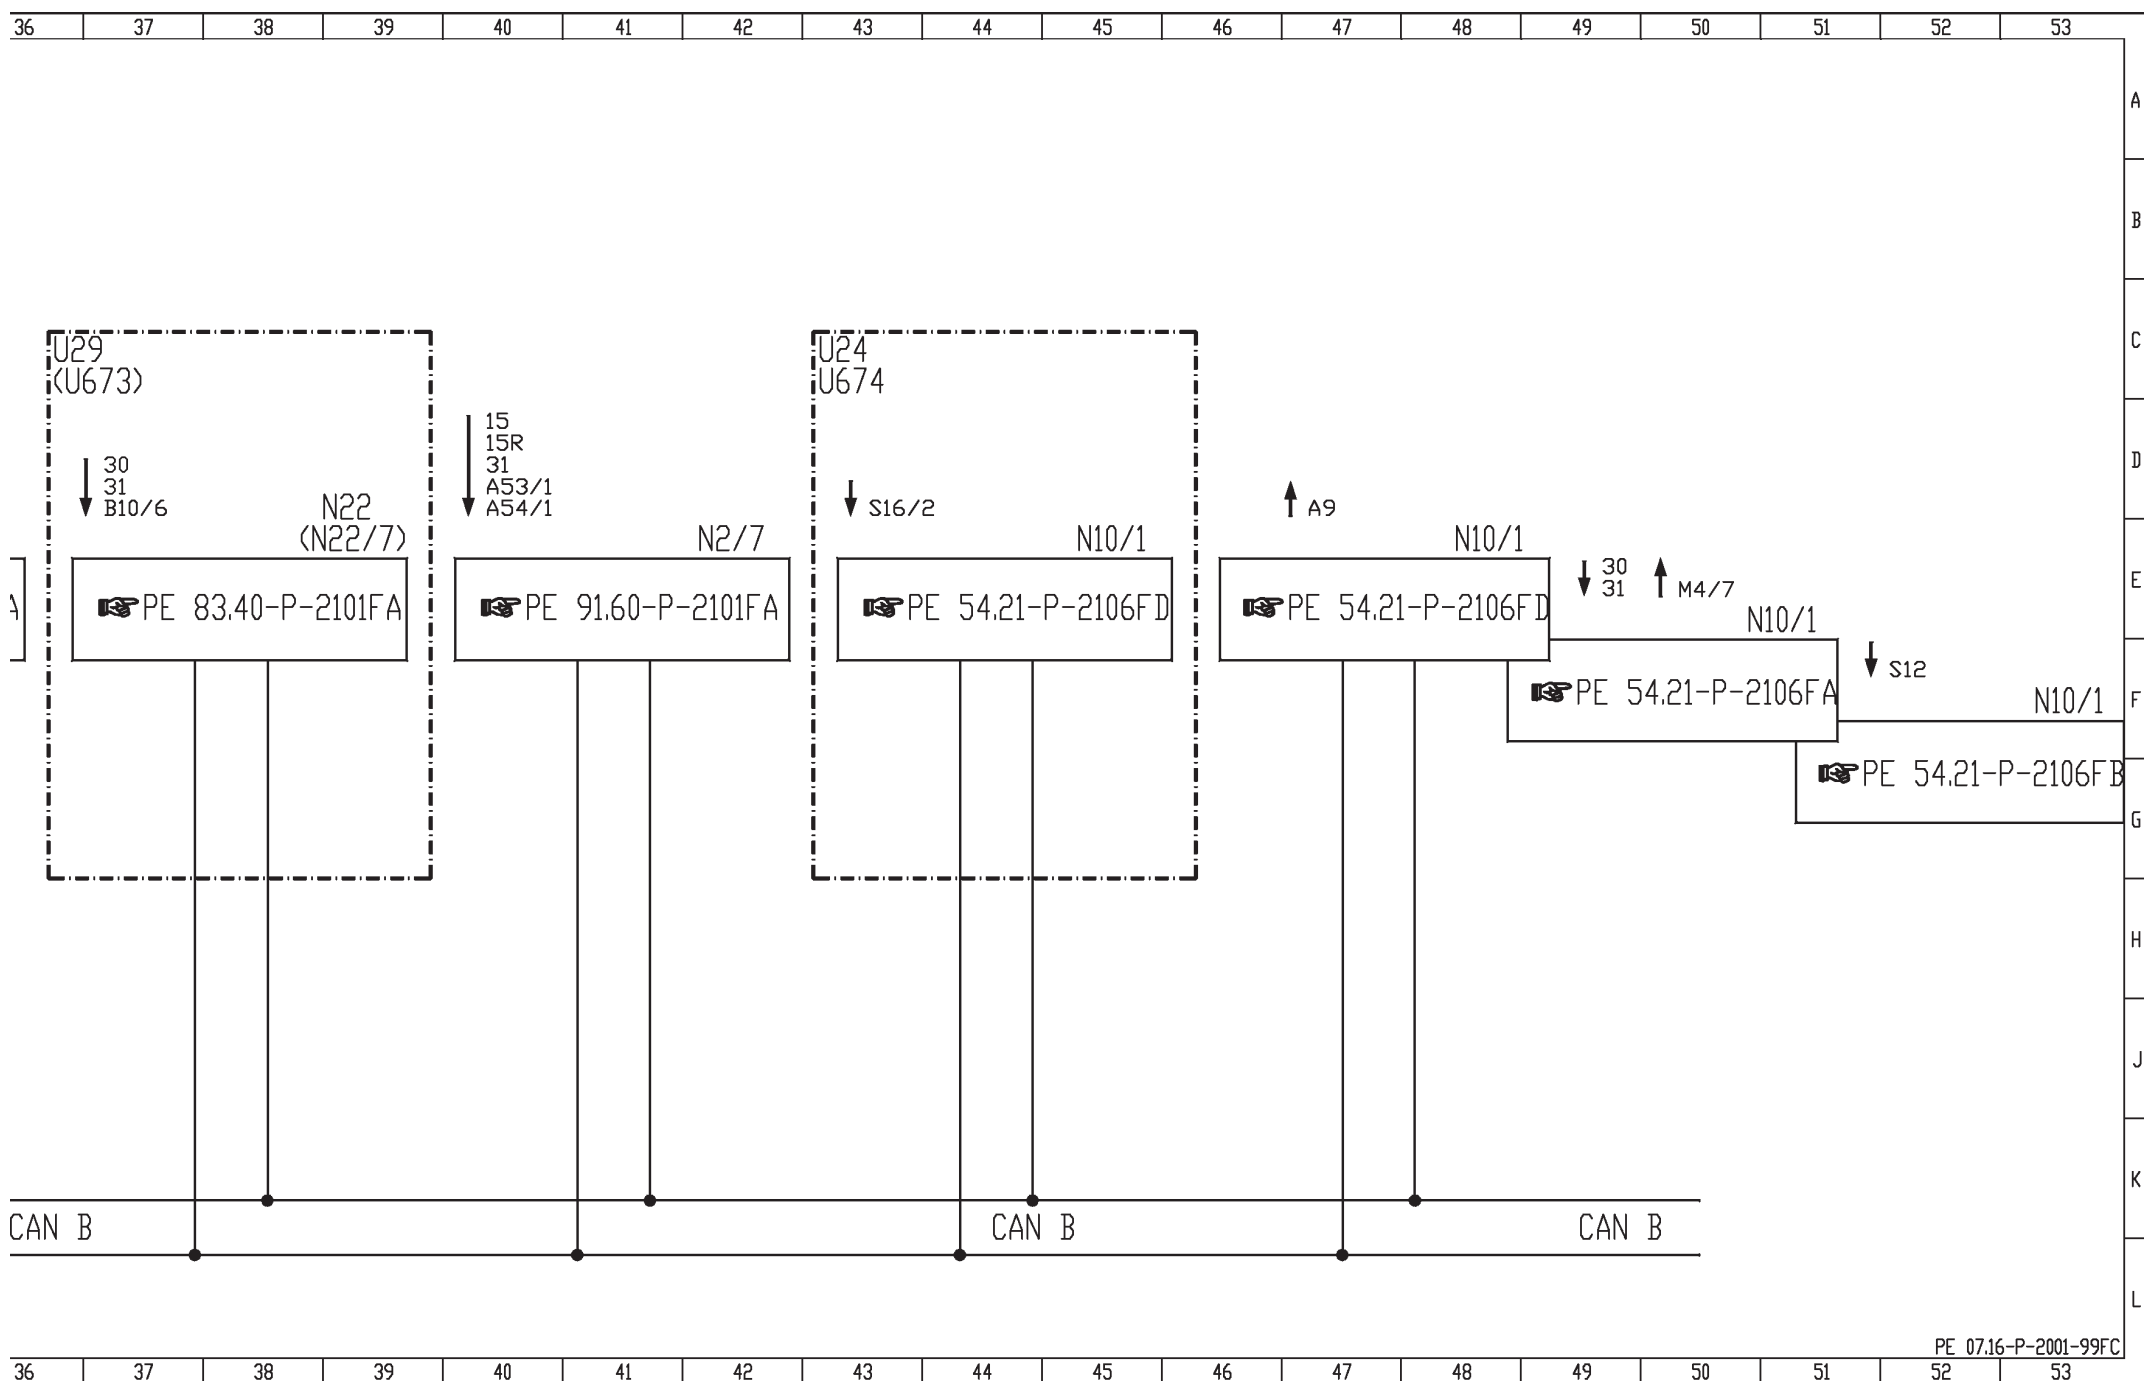 36 37 38 39 40 41 42 43 44 45 46 47 48 49 50 51 52 53
A
B
C
U29
(U673)
U24
U674
15
15R
31
A53/1
A54/1
30
31
B10/6
N22
(N22/7)
S16/2
A9
D
N2/7
N10/1
N10/1
A
PE 83.40-P-2101FA
PE 91.60-P-2101FA
PE 54.21-P-2106FD
PE 54.21-P-2106FD
30
31
M4/7
E
N10/1
PE 54.21-P-2106FA
S12
F
N10/1
PE 54.21-P-2106FB
G
H
J
K
CAN B
CAN B
CAN B
L
PE 07.16-P-2001-99FC
36 37 38 39 40 41 42 43 44 45 46 47 48 49 50 51 52 53